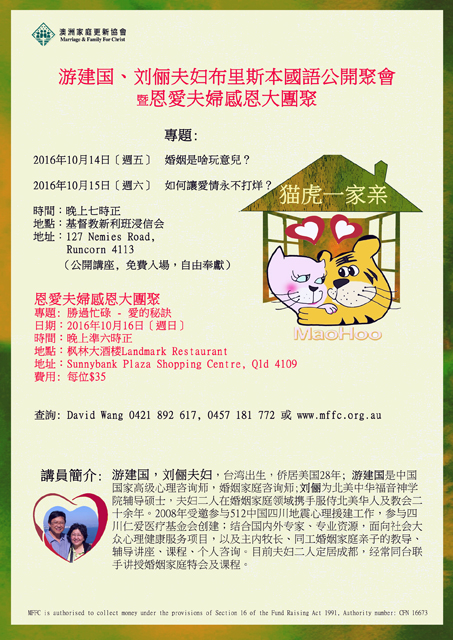 澳洲家庭更新協會
Marriage & Family For Christ
游建国、刘俪夫妇布里斯本國語公開聚會
暨恩愛夫婦感恩大團聚
專題:
2016年10月14日〔週五〕 婚姻是啥玩意兒？
2016年10月15日〔週六〕 如何讓愛情永不打烊？
時間：晚上七時正
地點：基督教新利班浸信会
地址：127 Nemies Road,
Runcorn 4113
（公開講座, 免費入場，自由奉獻）
猫虎一家亲
MaoHoo
恩愛夫婦感恩大團聚
專題: 勝過忙碌 - 愛的秘訣
日期：2016年10月16日〔週日〕
時間：晚上準六時正
地點：枫林大酒楼Landmark Restaurant
地址：Sunnybank Plaza Shopping Centre, Qld 4109
費用: 每位$35
查詢: David Wang 0421 892 617, 0457 181 772 或 www.mffc.org.au
講員簡介: 游建国，刘俪夫妇，台湾出生，侨居美国28年; 游建国是中国
国家高级心理咨询师，婚姻家庭咨询师;刘俪为北美中华福音神学
院辅导硕士，夫妇二人在婚姻家庭领域携手服侍北美华人及教会二
十余年。2008年受邀参与512中国四川地震心理援建工作，参与四
川仁爱医疗基金会创建；结合国内外专家、专业资源，面向社会大
众心理健康服务项目，以及主内牧长、同工婚姻家庭亲子的教导、
辅导讲座、课程、个人咨询。目前夫妇二人定居成都，经常同台联
手讲授婚姻家庭特会及课程。
MFFC is authorised to collect money under the provisions of Section 16 of the Fund Raising Act 1991, Authority number: CFN 16673